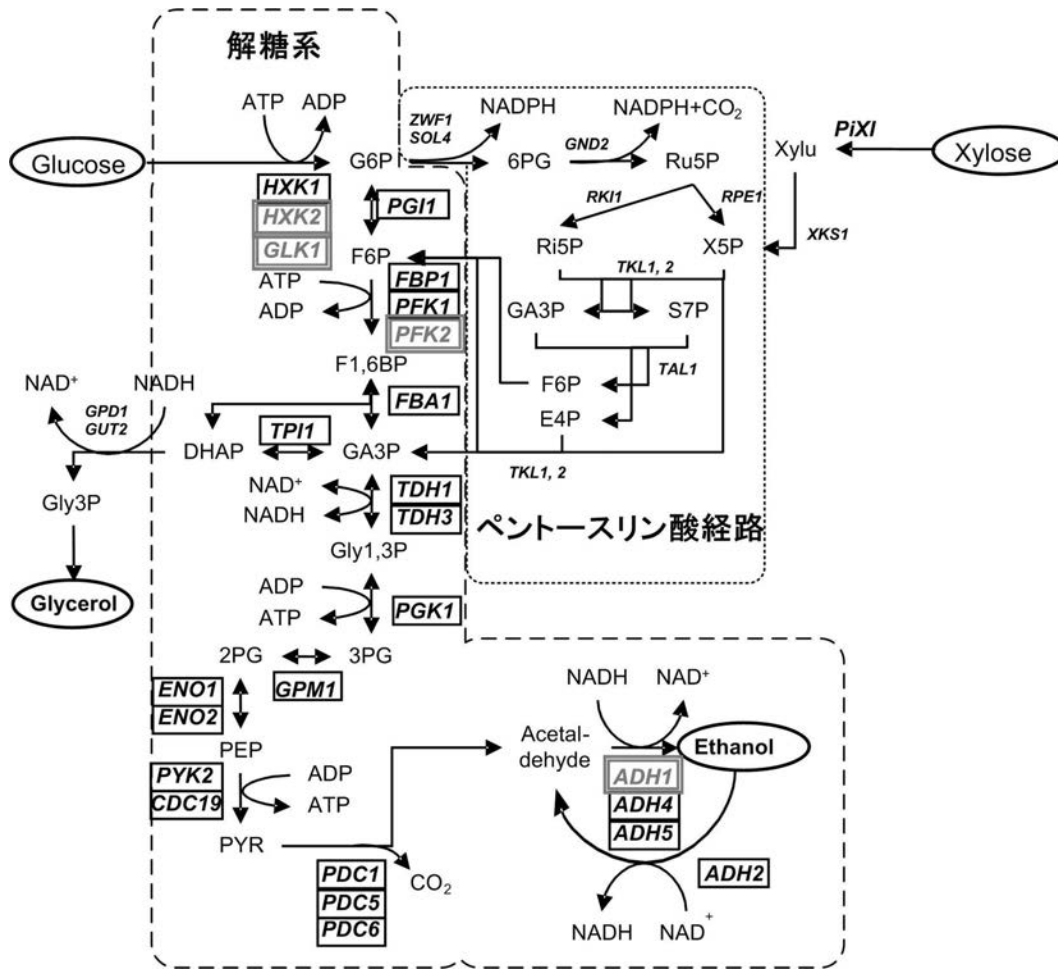 解糖系
ATP ADP
Glucose
G6P
HXK1
HXK2
GLK1
PGI1
F6P
ATP
ADP
FBP1
PFK1
PFK2
F1,6BP
FBA1
NAD⁺ NADH
GPD1
GUT2
DHAP
TPI1
GA3P
Gly3P
Glycerol
NAD⁺
NADH
TDH1
TDH3
Gly1,3P
ADP
ATP
PGK1
2PG 3PG
GPM1
ENO1
ENO2
PEP
PYK2
CDC19
ADP
ATP
PYR
PDC1
PDC5
PDC6
CO₂
ZWF1
SOL4
NADPH
6PG
GND2
NADPH+CO₂
Ru5P
RKI1
RPE1
Ri5P
X5P
TKL1, 2
GA3P
S7P
TAL1
F6P
E4P
TKL1, 2
ペントースリン酸経路
Xylu
PiXI
Xylose
XKS1
NADH NAD⁺
Acetal-
dehyde
Ethanol
ADH1
ADH4
ADH5
ADH2
NADH NAD⁺